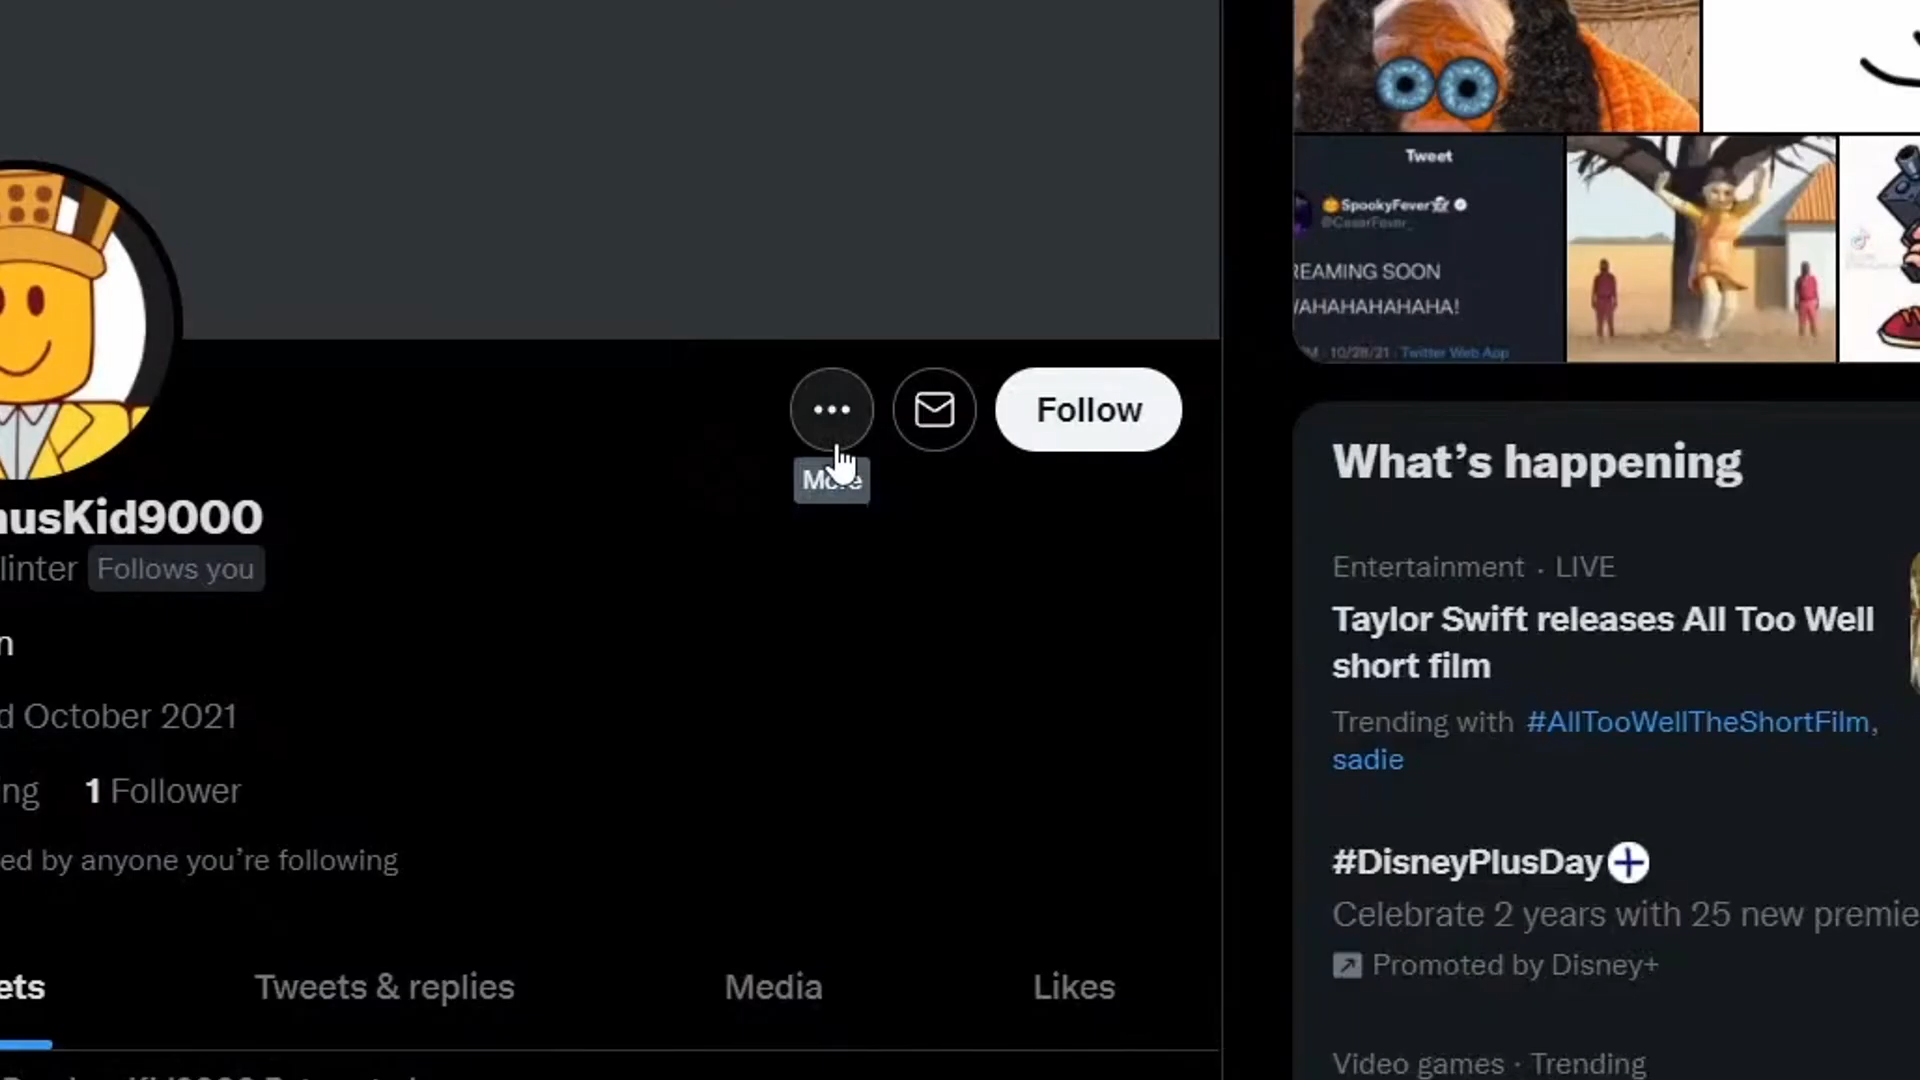 Follow
More
usKid9000
linter Follows you
d October 2021
ng 1 Follower
ed by anyone you're following
ets Tweets & replies Media Likes
Tweet
SpookyFever
@CaserFever_
REAMING SOON
/AHAHAHAHAHA!
M · 10/28/21 · Twitter Web App
What's happening
Entertainment · LIVE
Taylor Swift releases All Too Well
short film
Trending with #AllTooWellTheShortFilm,
sadie
#DisneyPlusDay
Celebrate 2 years with 25 new premie
Promoted by Disney+
Video games · Trending